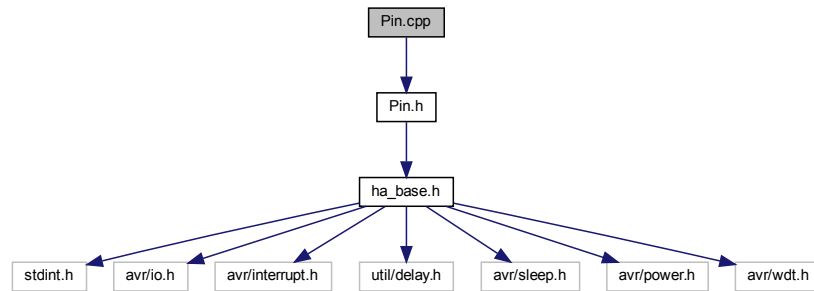 Pin.cpp
Pin.h
ha_base.h
stdint.h avr/io.h avr/interrupt.h util/delay.h avr/sleep.h avr/power.h avr/wdt.h